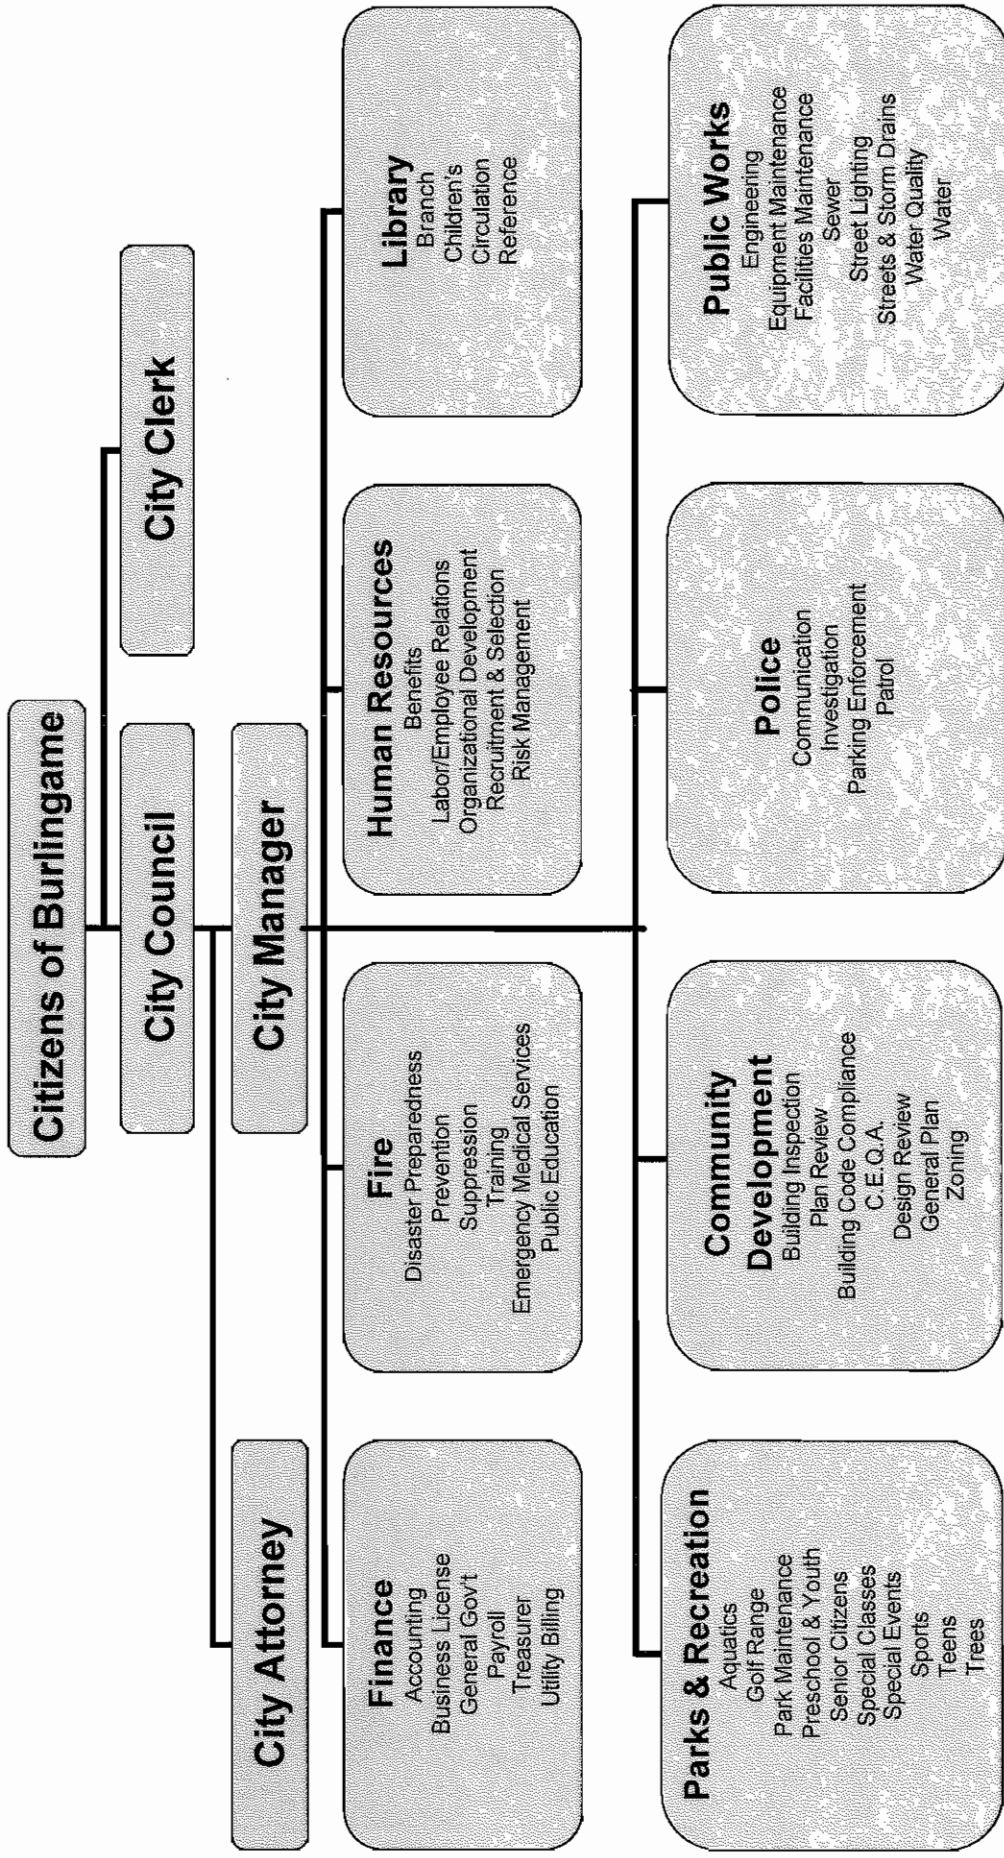 Citizens of Burlingame
City Council
City Clerk
City Attorney
City Manager
Finance
Accounting
Business License
General Gov't
Payroll
Treasurer
Utility Billing
Fire
Disaster Preparedness
Prevention
Suppression
Training
Emergency Medical Services
Public Education
Human Resources
Benefits
Labor/Employee Relations
Organizational Development
Recruitment & Selection
Risk Management
Library
Branch
Children's
Circulation
Reference
Parks & Recreation
Aquatics
Golf Range
Park Maintenance
Preschool & Youth
Senior Citizens
Special Classes
Special Events
Sports
Teens
Trees
Community
Development
Building Inspection
Plan Review
Building Code Compliance
C.E.Q.A.
Design Review
General Plan
Zoning
Police
Communication
Investigation
Parking Enforcement
Patrol
Public Works
Engineering
Equipment Maintenance
Facilities Maintenance
Sewer
Street Lighting
Streets & Storm Drains
Water Quality
Water